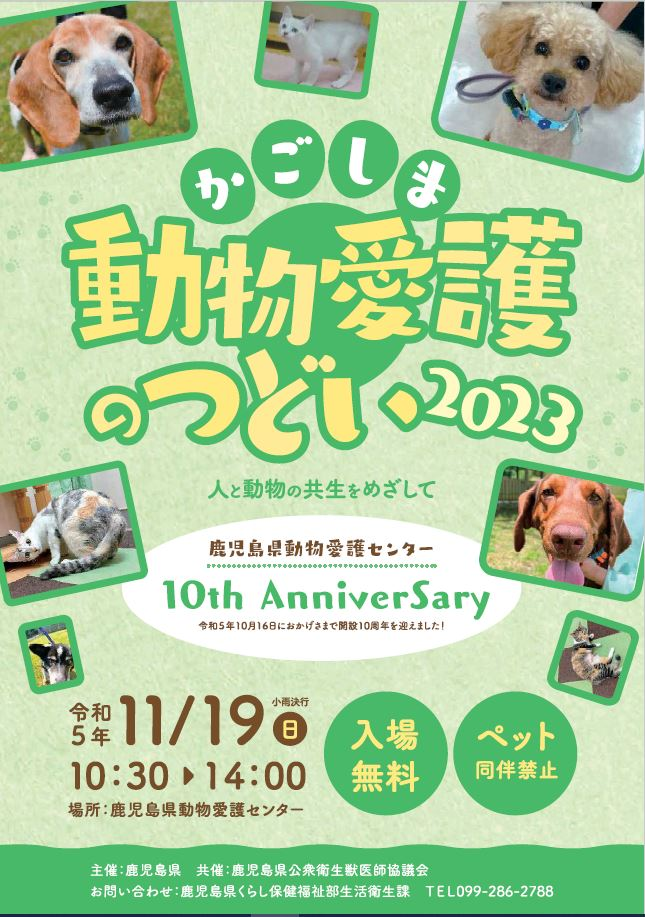 かごしま
動物愛護
のつどい2023
人と動物の共生をめざして
鹿児島県動物愛護センター
10th AnniverSary
令和5年10月16日におかげさまで開設10周年を迎えました!
令和5年 11/19 小雨決行 日
10:30 ▶ 14:00
場所:鹿児島県動物愛護センター
入場
無料
ペット
同伴禁止
主催:鹿児島県 共催:鹿児島県公衆衛生獣医師協議会
お問い合わせ:鹿児島県くらし保健福祉部生活衛生課 TEL099-286-2788